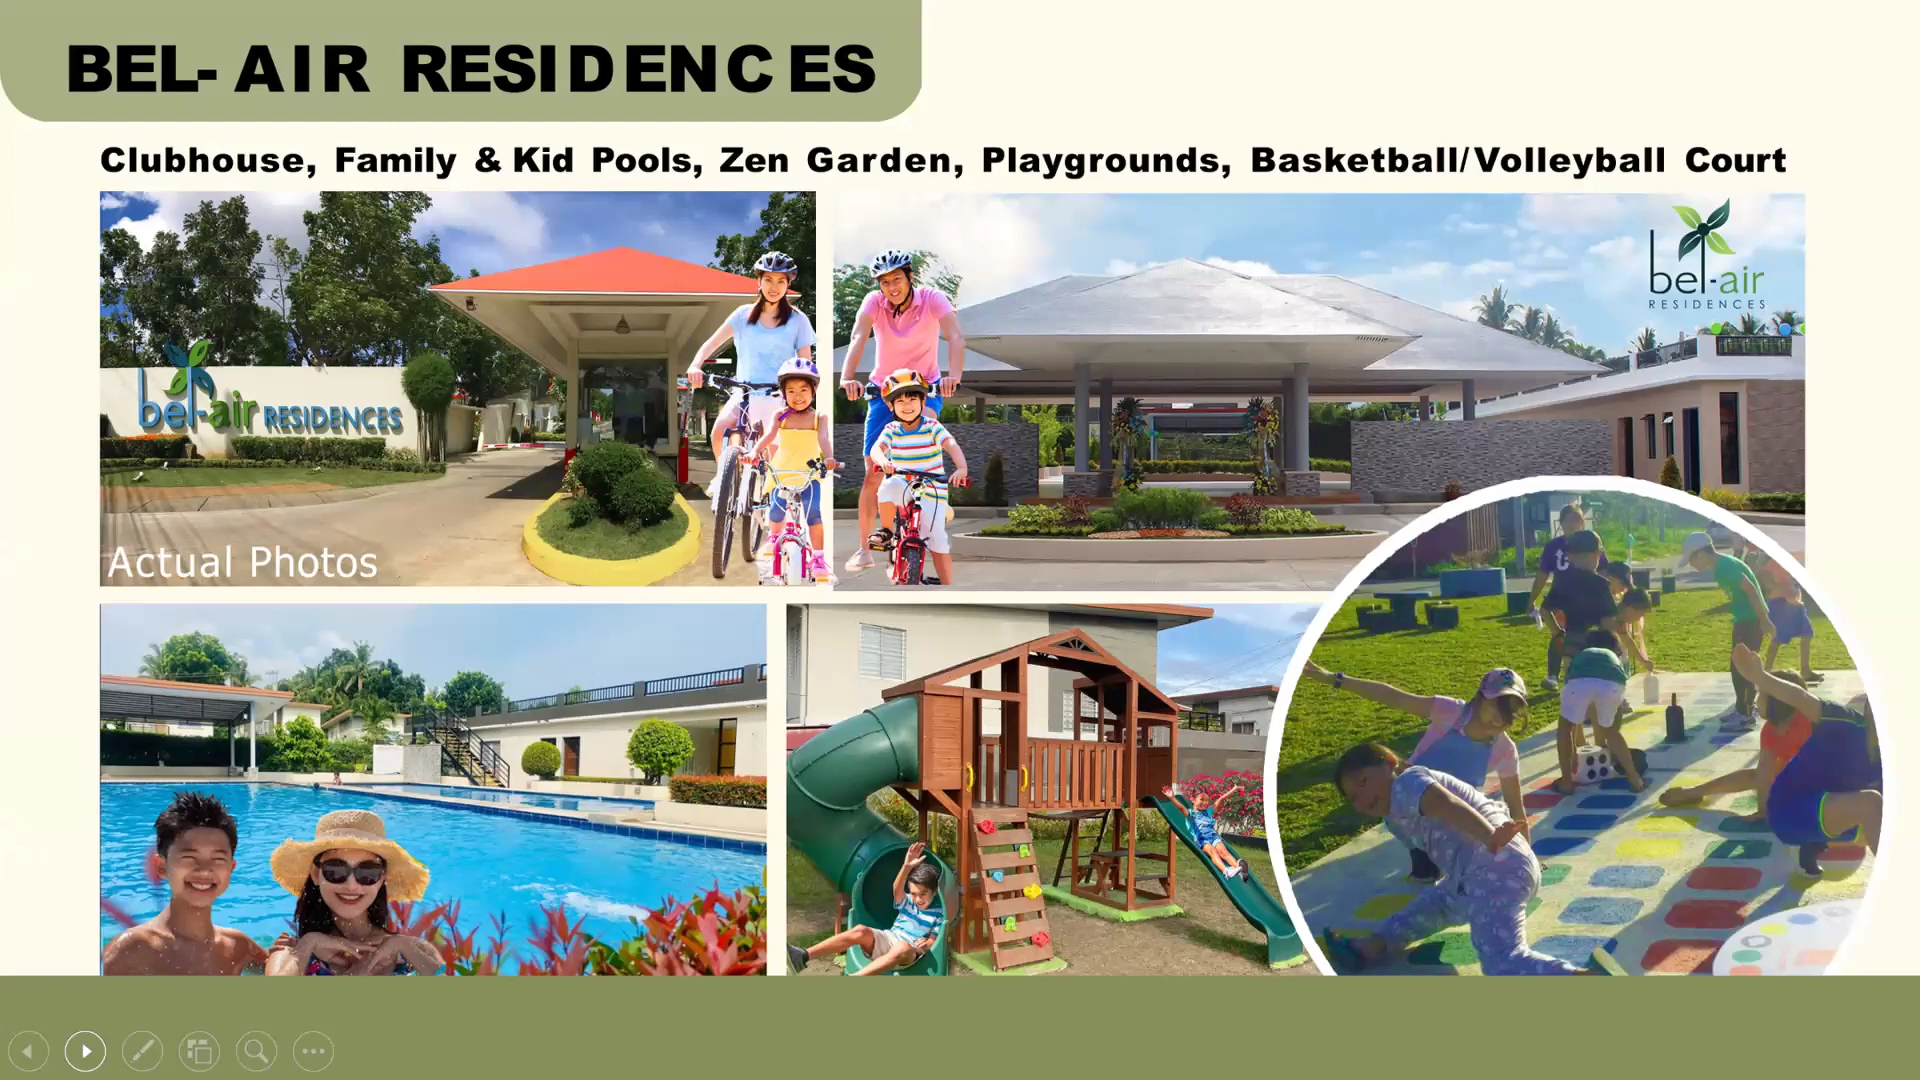 BEL-AIR RESIDENCES
Clubhouse, Family & Kid Pools, Zen Garden, Playgrounds, Basketball/Volleyball Court
bel-air RESIDENCES
Actual Photos
bel-air
RESIDENCES